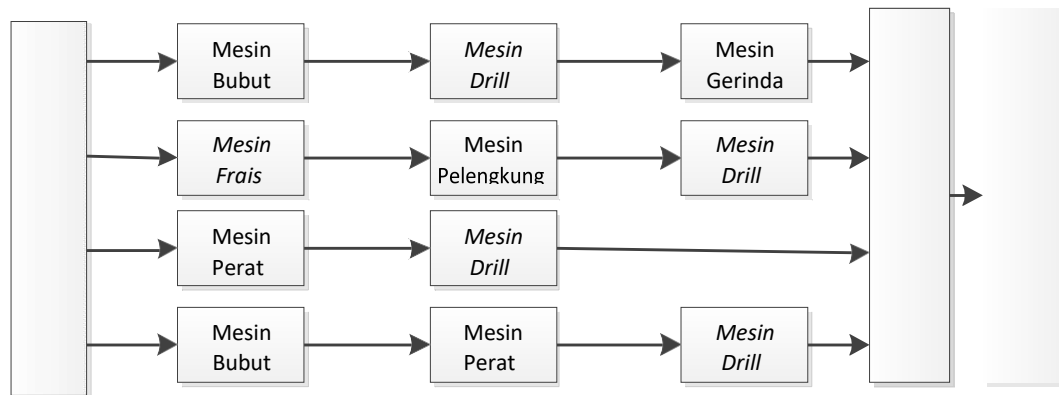 Mesin
Bubut
Mesin
Drill
Mesin
Gerinda
Mesin
Frais
Mesin
Pelengkung
Mesin
Drill
Mesin
Perat
Mesin
Drill
Mesin
Bubut
Mesin
Perat
Mesin
Drill